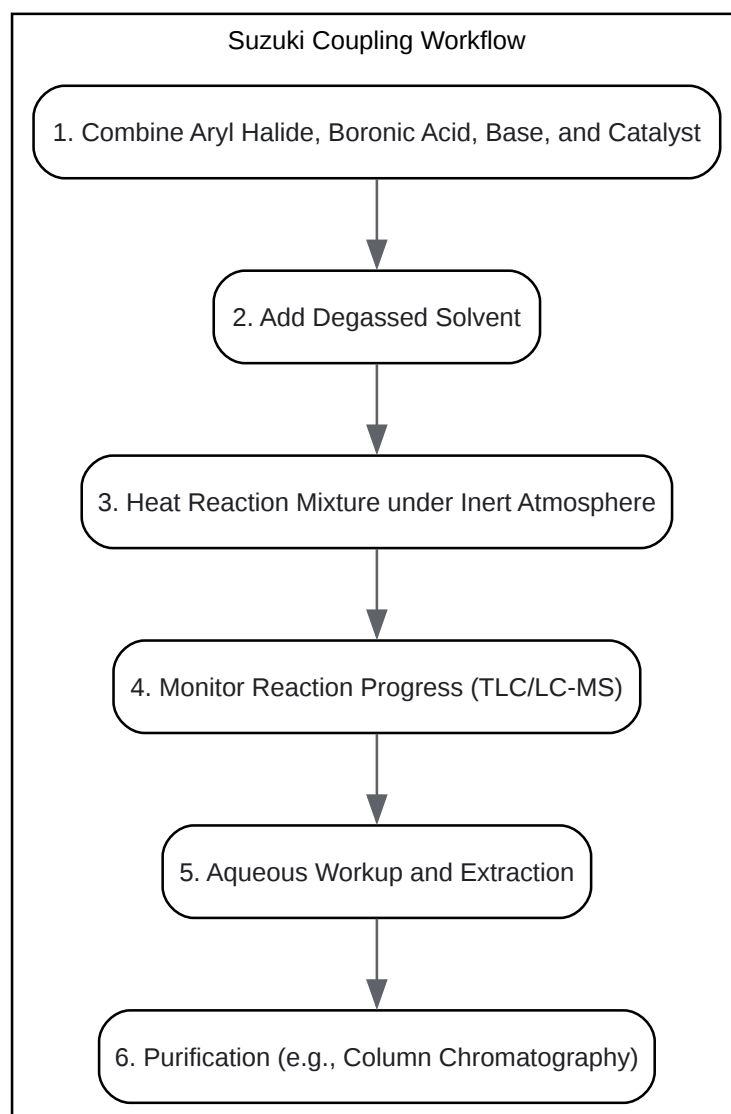 Suzuki Coupling Workflow
1. Combine Aryl Halide, Boronic Acid, Base, and Catalyst
2. Add Degassed Solvent
3. Heat Reaction Mixture under Inert Atmosphere
4. Monitor Reaction Progress (TLC/LC-MS)
5. Aqueous Workup and Extraction
6. Purification (e.g., Column Chromatography)